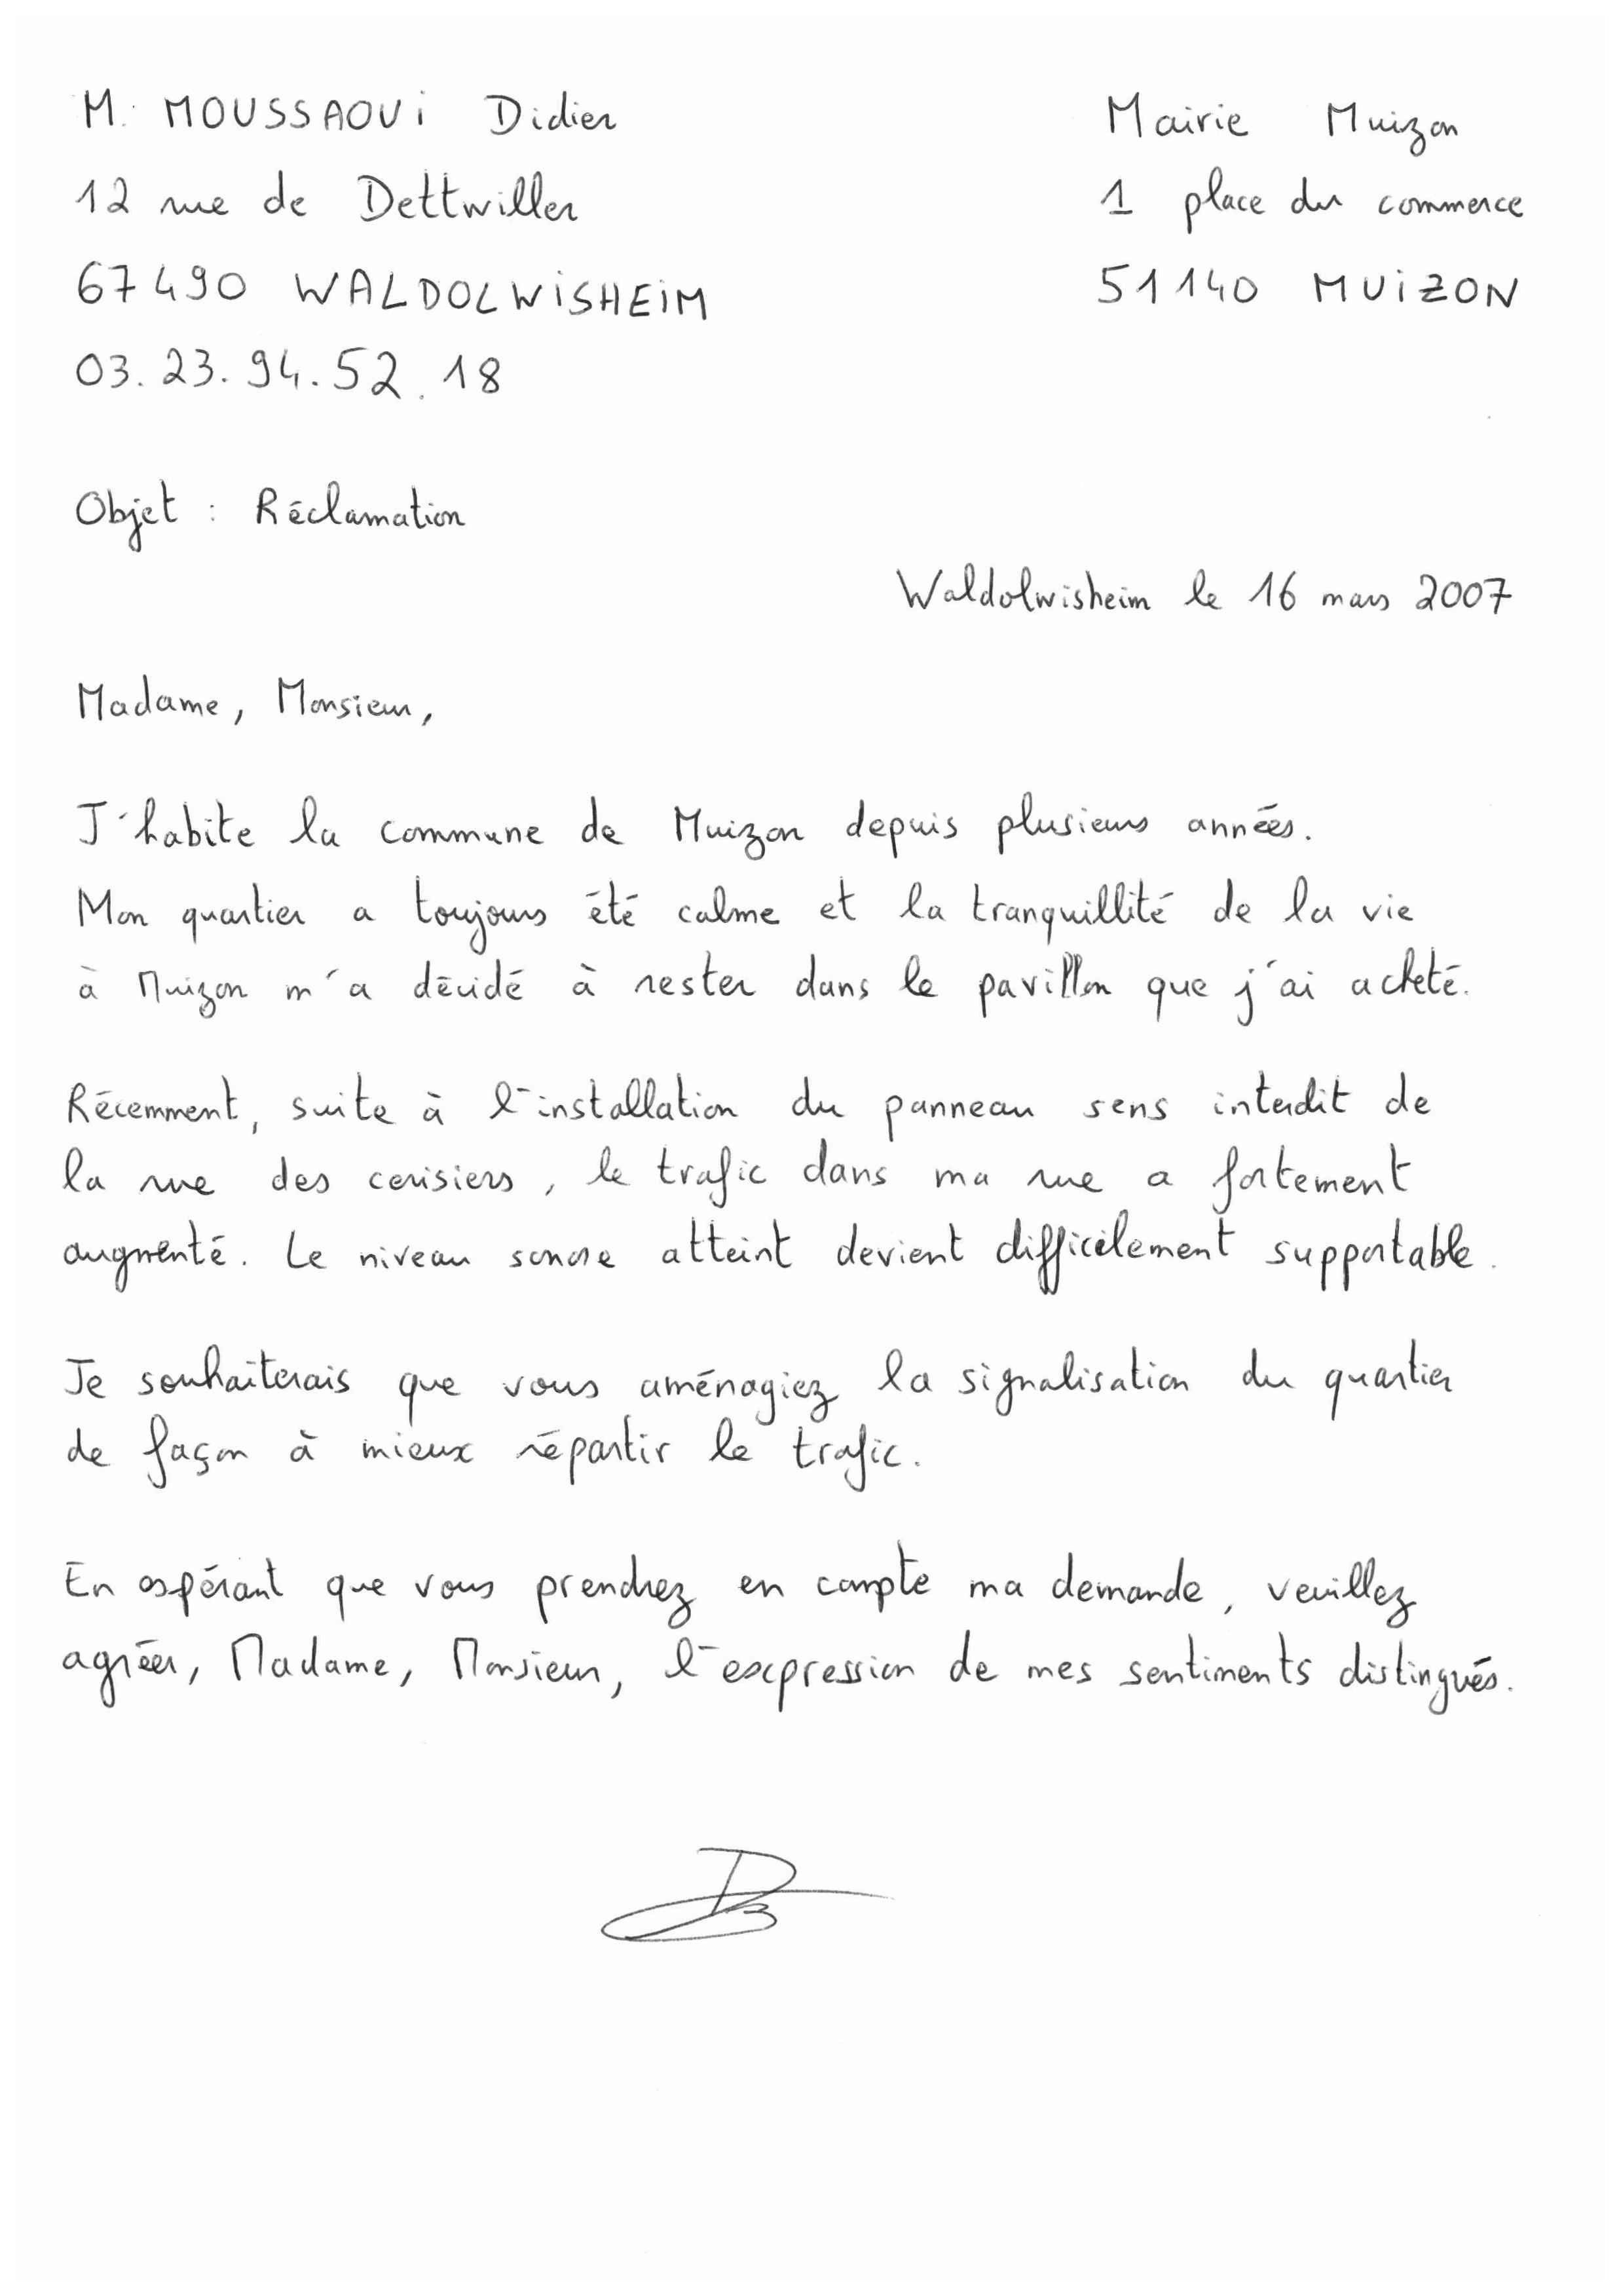 M. MOUSSAOUI Didier
12 rue de Dettwiller
67490 WALDOLWISHEIM
03.23.94.52.18
Mairie Muizon
1 place du commerce
51140 MUIZON
Objet : Réclamation
Waldolwisheim le 16 mars 2007
Madame, Monsieur,
J'habite la commune de Muizon depuis plusieurs années.
Mon quartier a toujours été calme et la tranquillité de la vie
à Muizon m'a décidé à rester dans le pavillon que j'ai acheté.
Récemment, suite à l'installation du panneau sens interdit de
la rue des cerisiers, le trafic dans ma rue a fortement
augmenté. Le niveau sonore atteint devient difficilement supportable.
Je souhaiterais que vous aménagiez la signalisation du quartier
de façon à mieux répartir le trafic.
En espérant que vous prendrez en compte ma demande, veuillez
agréer, Madame, Monsieur, l'expression de mes sentiments distingués.